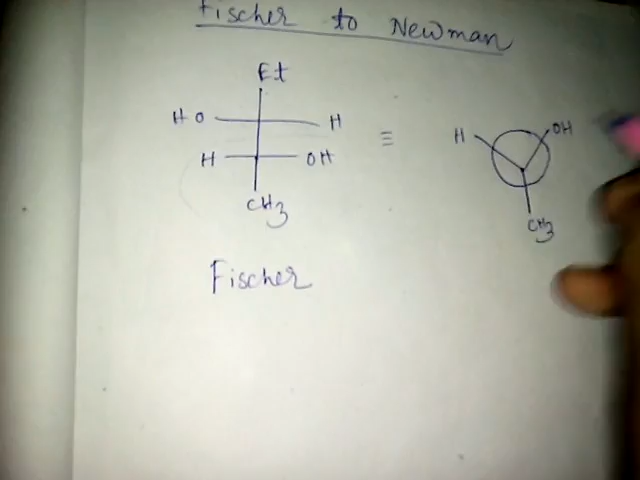 Fischer to Newman
Et
HO H
H OH
CH3
Fischer
≡
H OH
CH3